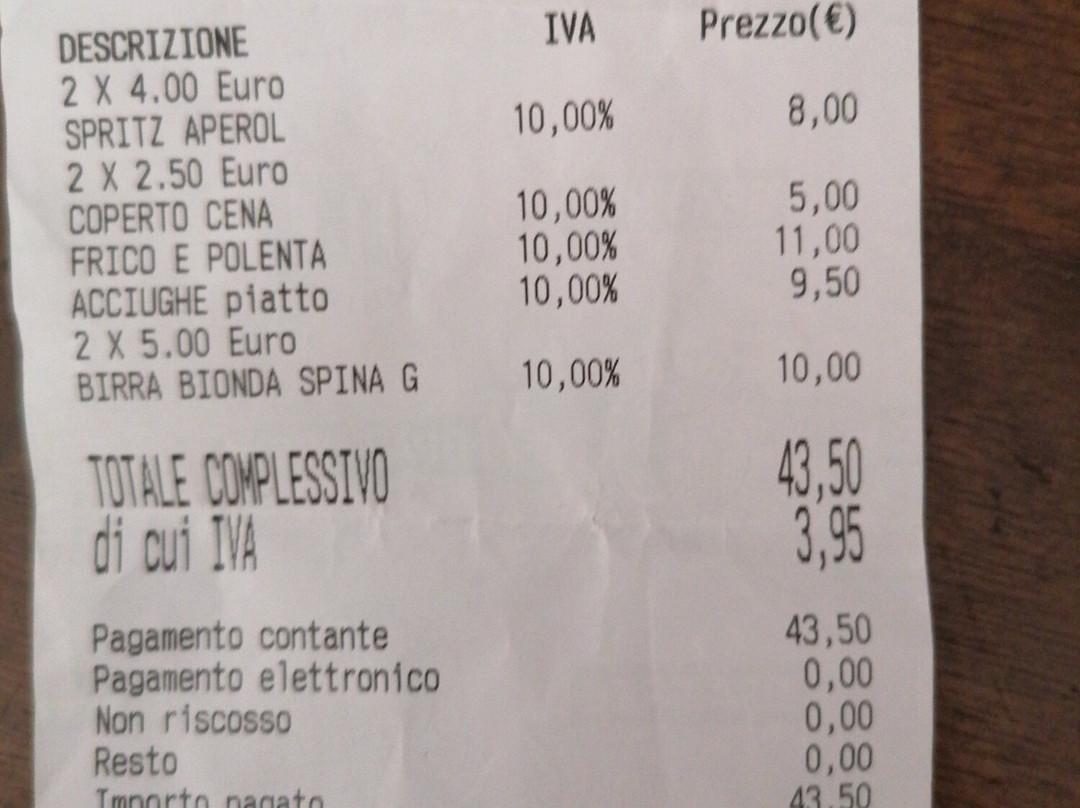 DESCRIZIONE IVA Prezzo(€)
2 X 4.00 Euro
SPRITZ APEROL 10,00% 8,00
2 X 2.50 Euro
COPERTO CENA 10,00% 5,00
FRICO E POLENTA 10,00% 11,00
ACCIUGHE piatto 10,00% 9,50
2 X 5.00 Euro
BIRRA BIONDA SPINA G 10,00% 10,00
TOTALE COMPLESSIVO 43,50
di cui IVA 3,95
Pagamento contante 43,50
Pagamento elettronico 0,00
Non riscosso 0,00
Resto 0,00
Importo pagato 43,50